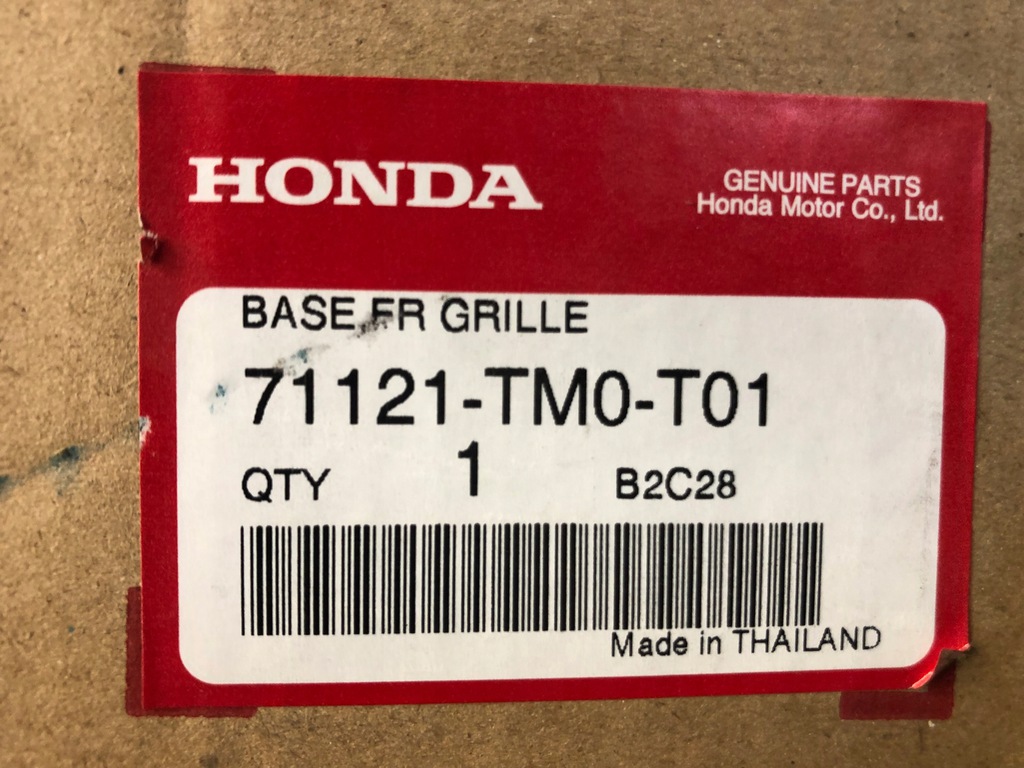 HONDA
GENUINE PARTS
Honda Motor Co., Ltd.
BASE FR GRILLE
71121-TM0-T01
QTY 1 B2C28
Made in THAILAND